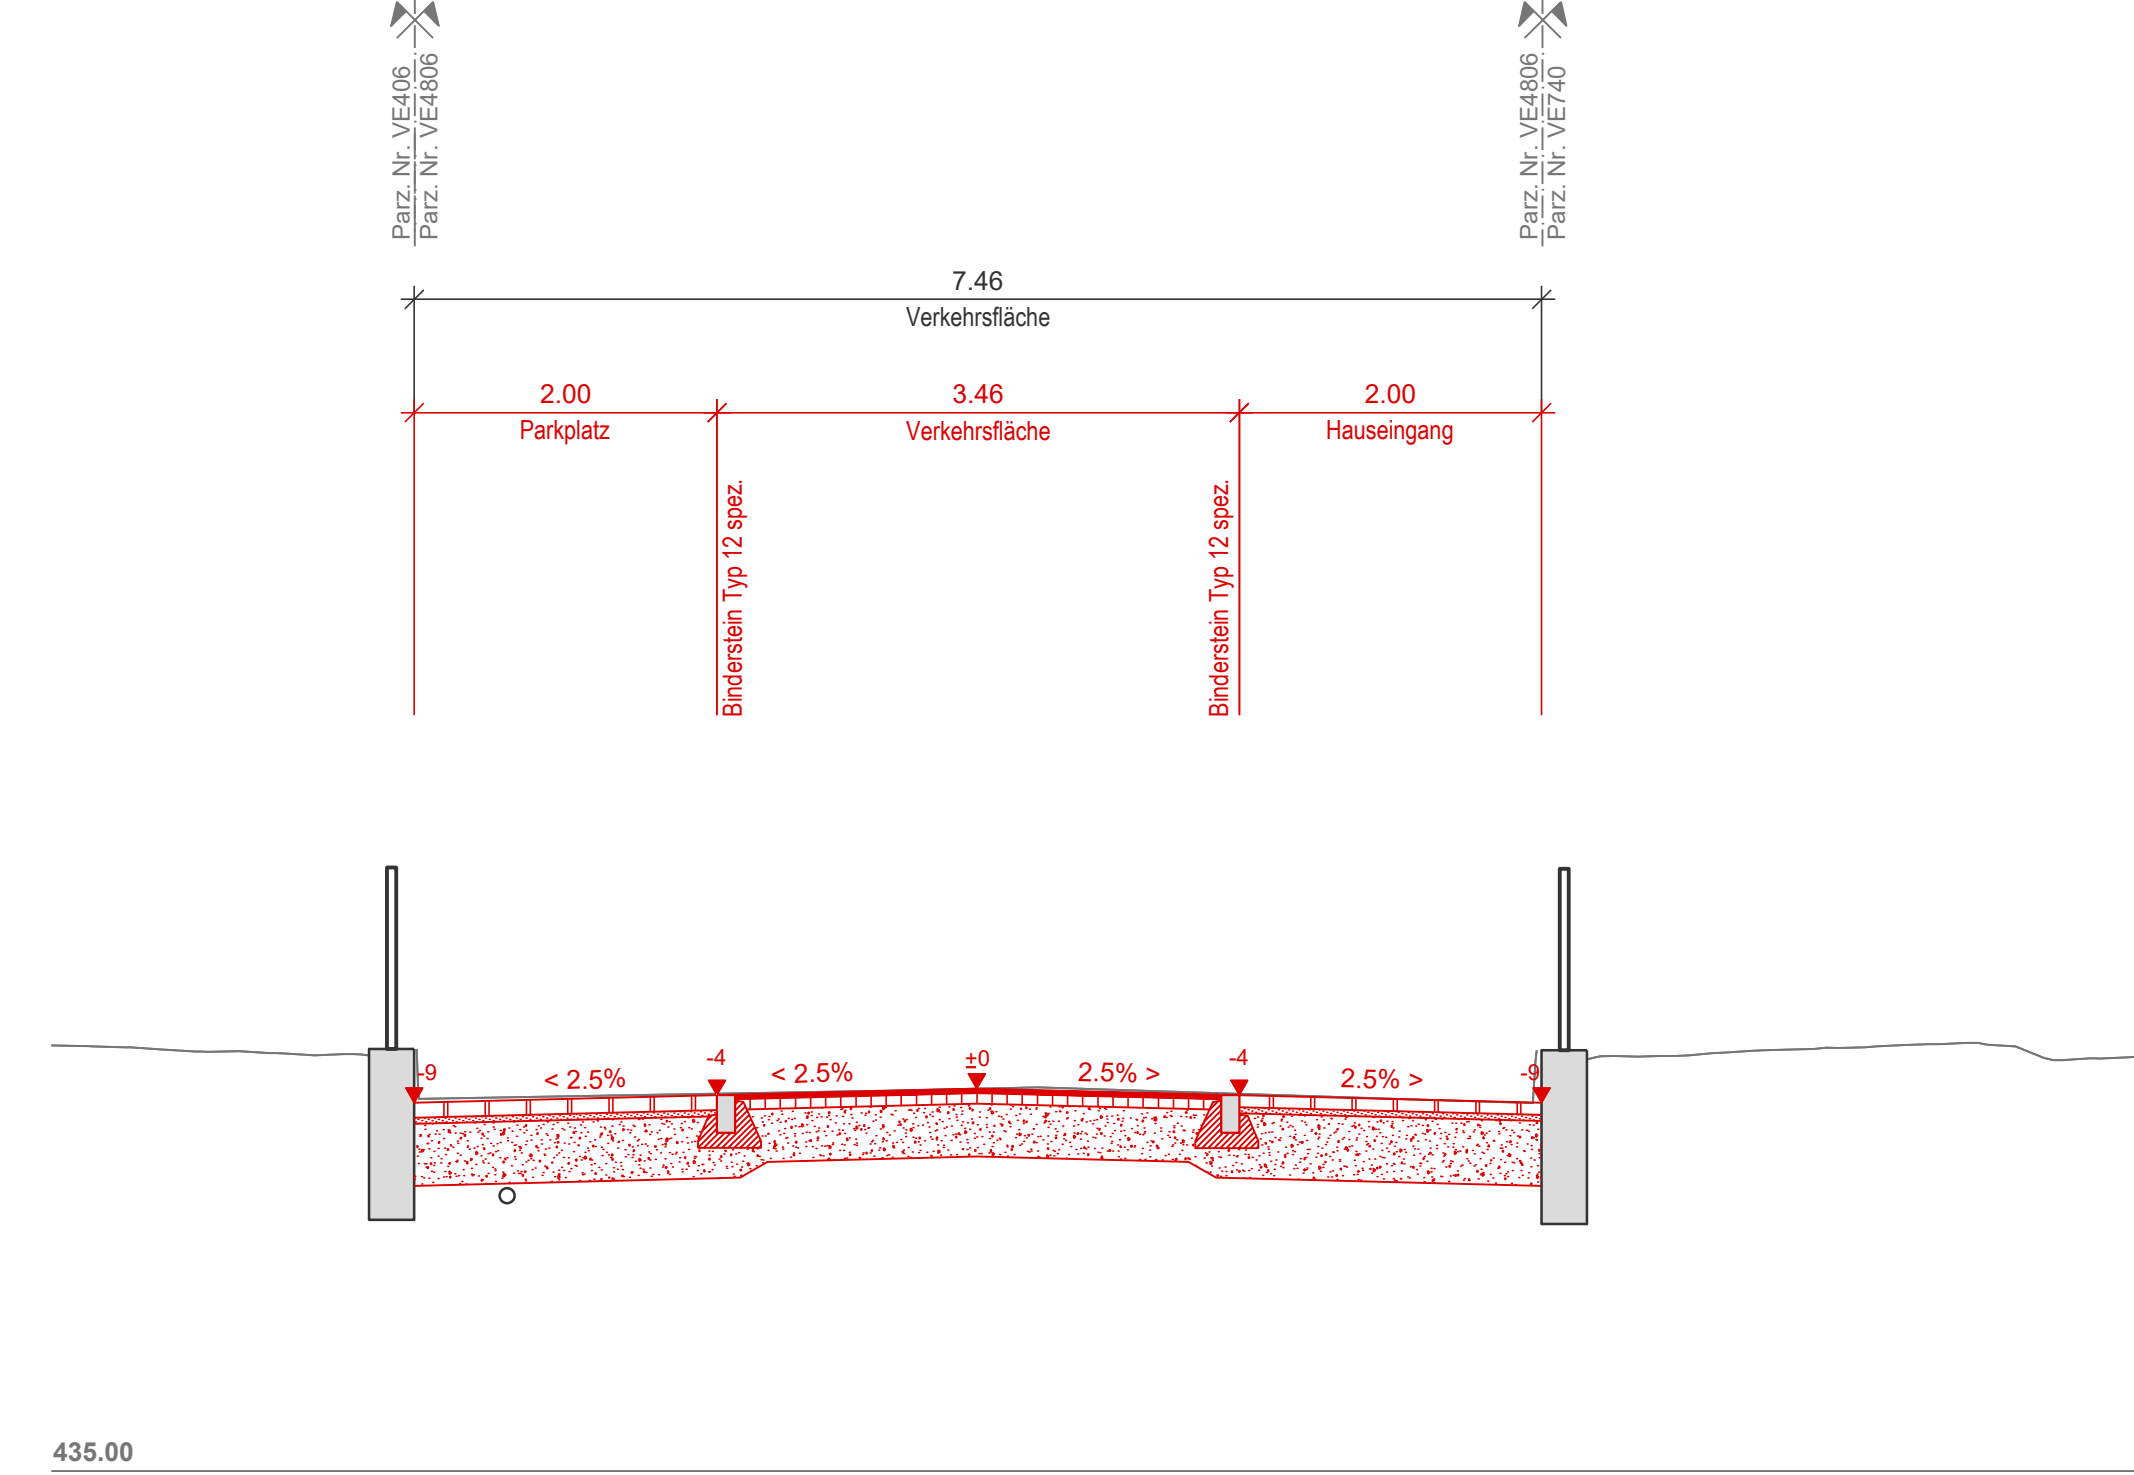 Parz. Nr. VE406
Parz. Nr. VE4806
Parz. Nr. VE4806
Parz. Nr. VE740
7.46
Verkehrsfläche
2.00
Parkplatz
3.46
Verkehrsfläche
2.00
Hauseingang
Binderstein Typ 12 spez.
Binderstein Typ 12 spez.
-9
< 2.5%
-4
< 2.5%
±0
2.5% >
-4
2.5% >
-9
435.00